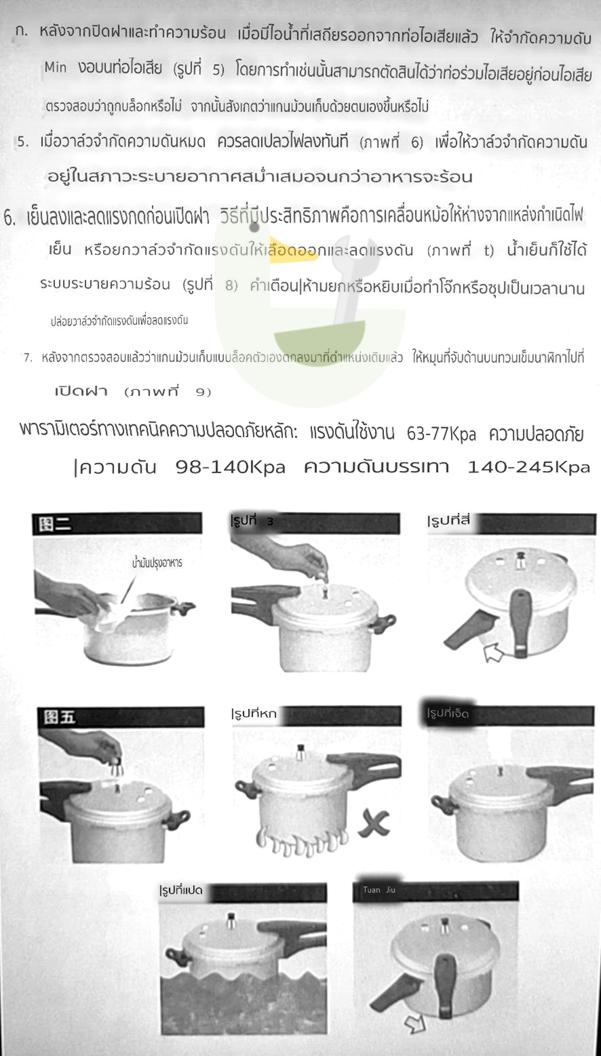 ก. หลังจากปิดฝาและทำความร้อน เมื่อมีไอน้ำที่เสถียรออกจากท่อไอเสียแล้ว ให้จำกัดความดัน
Min งอบนท่อไอเสีย (รูปที่ 5) โดยการทำเช่นนั้นสามารถตัดสินได้ว่าท่อร่วมไอเสียอยู่ก่อนไอเสีย
ตรวจสอบว่าถูกบล็อกหรือไม่ จากนั้นสังเกตว่าแกนม้วนเก็บด้วยตนเองขึ้นหรือไม่
5. เมื่อวาล์วจำกัดความดันหมด ควรลดเปลวไฟลงทันที (ภาพที่ 6) เพื่อให้วาล์วจำกัดความดัน
อยู่ในสภาวะระบายอากาศสม่ำเสมอจนกว่าอาหารจะร้อน
6. เย็นลงและลดแรงกดก่อนเปิดฝา วิธีที่มีประสิทธิภาพคือการเคลื่อนหม้อให้ห่างจากแหล่งกำเนิดไฟ
เย็น หรือยกวาล์วจำกัดแรงดันให้เลือดออกและลดแรงดัน (ภาพที่ t) น้ำเย็นก็ใช้ได้
ระบบระบายความร้อน (รูปที่ 8) คำเตือน|ห้ามยกหรือหยิบเมื่อทำโจ๊กหรือซุปเป็นเวลานาน
ปล่อยวาล์วจำกัดแรงดันเพื่อลดแรงดัน
7. หลังจากตรวจสอบแล้วว่าแกนม้วนเก็บแบบล็อคตัวเองตกลงมาที่ตำแหน่งเดิมแล้ว ให้หมุนที่จับด้านบนทวนเข็มนาฬิกาไปที่
เปิดฝา (ภาพที่ 9)
พารามิเตอร์ทางเทคนิคความปลอดภัยหลัก: แรงดันใช้งาน 63-77Kpa ความปลอดภัย
|ความดัน 98-140Kpa ความดันบรรเทา 140-245Kpa
图二
|รูปที่ 3
|รูปที่สี่
น้ำมันปรุงอาหาร
图五
|รูปที่หก
|รูปที่เจ็ด
|รูปที่แปด
Tuan Jiu